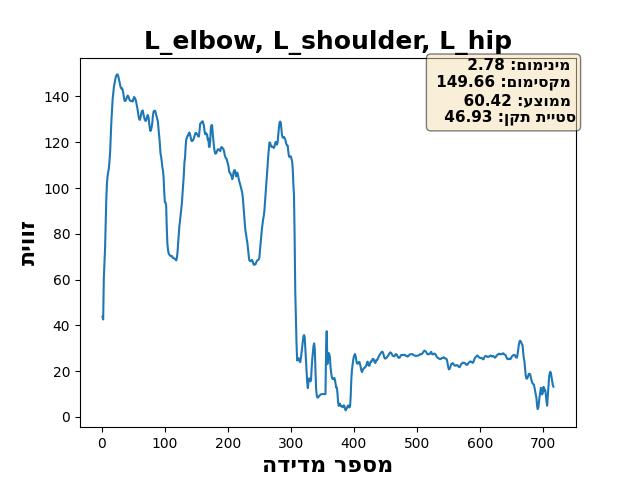 L_elbow, L_shoulder, L_hip
מינימום: 2.78
מקסימום: 149.66
ממוצע: 60.42
סטיית תקן: 46.93
140
120
100
80
60
40
20
0
זווית
0 100 200 300 400 500 600 700
מספר מדידה